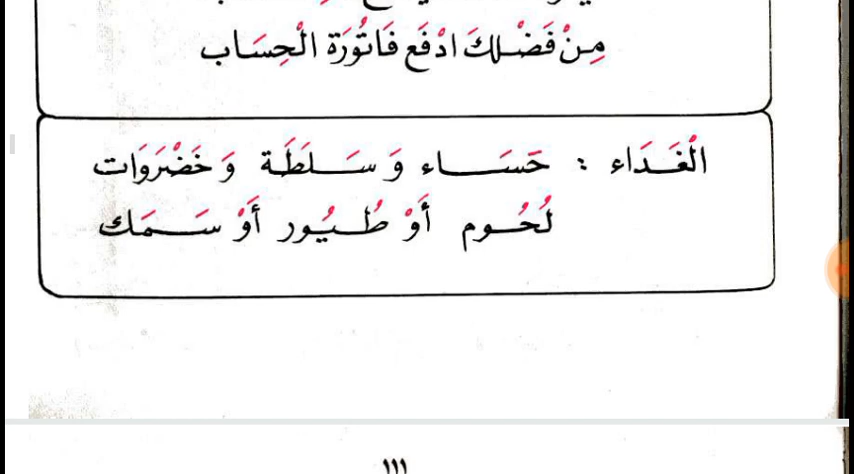 مِنْ فَضْلِكَ ادْفَع فَاتُورَة الْحِسَاب
الْغَدَاء : حَسَاء وَ سَلَطَة وَ خَضْرَوَات
لُحُوم أَوْ طُيُور أَوْ سَمَك
١١١